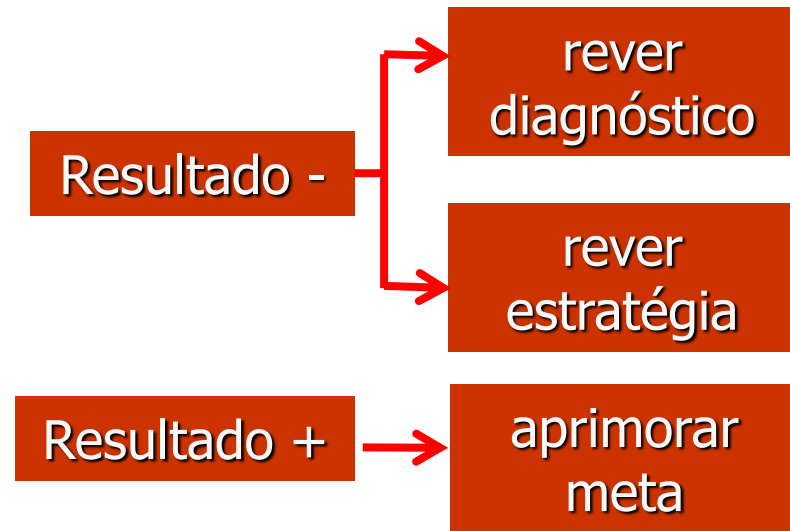 Resultado -
rever
diagnóstico
rever
estratégia
Resultado +
aprimorar
meta